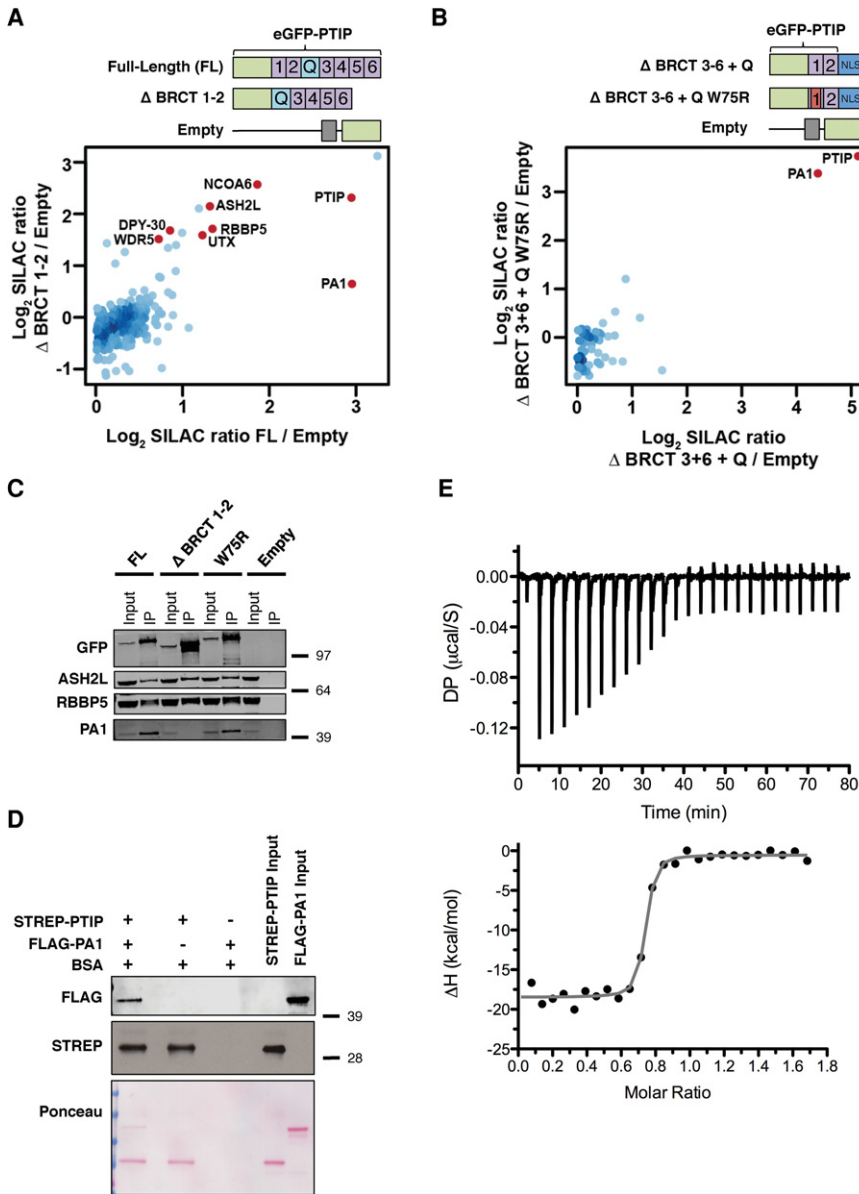 A
eGFP-PTIP
Full-Length (FL)
1 2 Q 3 4 5 6
Δ BRCT 1-2
Q 3 4 5 6
Empty
Log2 SILAC ratio
Δ BRCT 1-2 / Empty
3
2
1
0
-1
NCOA6
ASH2L
PTIP
DPY-30
WDR5
RBBP5
UTX
PA1
0 1 2 3
Log2 SILAC ratio FL / Empty
B
eGFP-PTIP
Δ BRCT 3-6 + Q
1 2 NLS
Δ BRCT 3-6 + Q W75R
1 2 NLS
Empty
Log2 SILAC ratio
Δ BRCT 3+6 + Q W75R / Empty
3
2
1
0
PTIP
PA1
0 1 2 3 4 5
Log2 SILAC ratio
Δ BRCT 3+6 + Q / Empty
C
FL
Δ BRCT 1-2
W75R
Empty
Input IP Input IP Input IP Input IP
GFP
97
ASH2L
64
RBBP5
PA1
39
D
STREP-PTIP + + -
FLAG-PA1 + - +
BSA + + +
STREP-PTIP Input
FLAG-PA1 Input
FLAG
39
STREP
28
Ponceau
E
DP (µcal/S)
0.00
-0.04
-0.08
-0.12
0 10 20 30 40 50 60 70 80
Time (min)
ΔH (kcal/mol)
0
-5
-10
-15
-20
-25
0.0 0.2 0.4 0.6 0.8 1.0 1.2 1.4 1.6 1.8
Molar Ratio